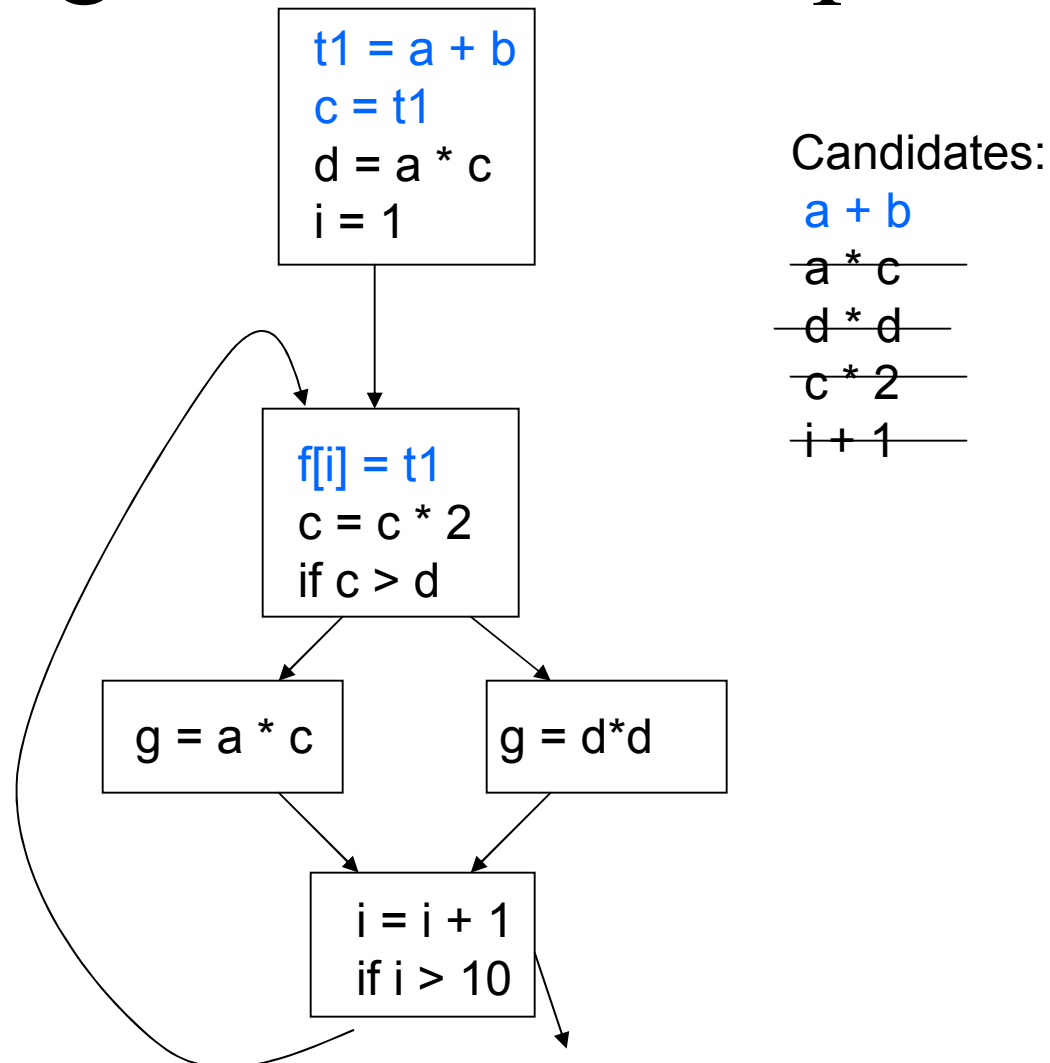 t1 = a + b
c = t1
d = a * c
i = 1
Candidates:
a + b
a * c
d * d
c * 2
i + 1
f[i] = t1
c = c * 2
if c > d
g = a * c
g = d*d
i = i + 1
if i > 10